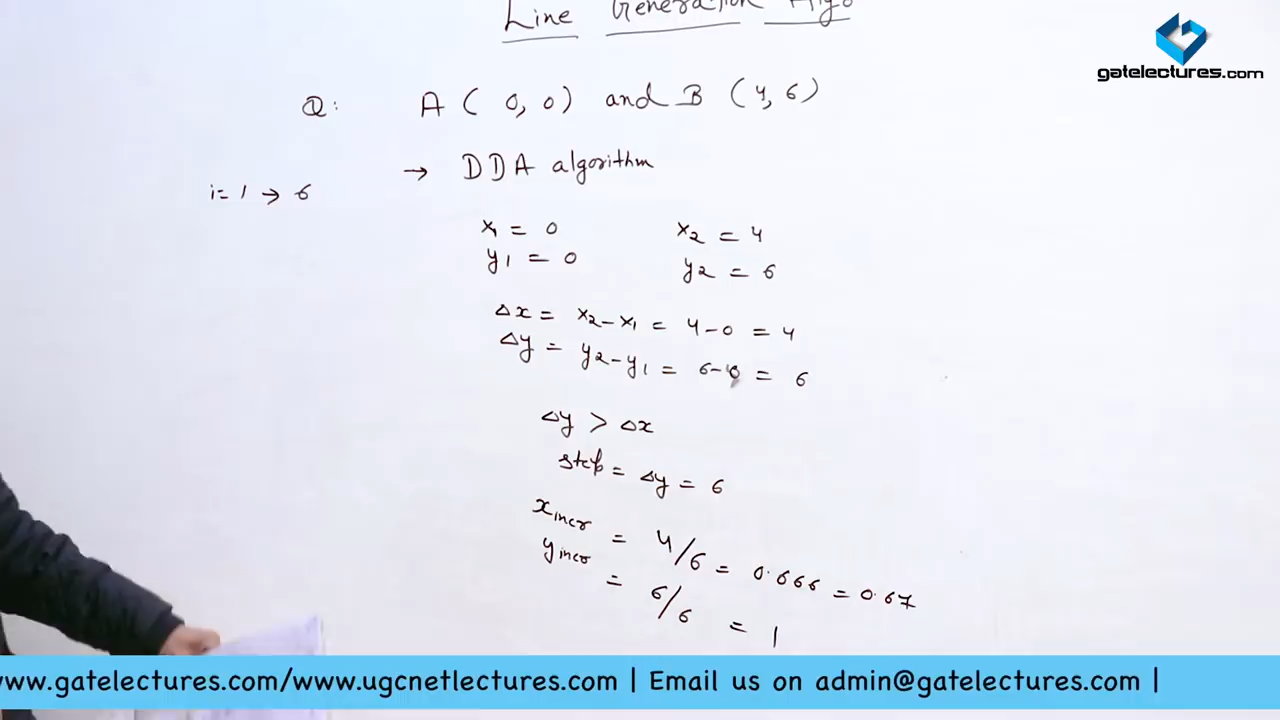 Line Generation Algo
gatelectures.com
Q: A ( 0, 0) and B (4, 6)
→ DDA algorithm
i = 1 → 6
x1 = 0 x2 = 4
y1 = 0 y2 = 6
Δx = x2 - x1 = 4 - 0 = 4
Δy = y2 - y1 = 6 - 0 = 6
Δy > Δx
step = Δy = 6
xincr = 4/6 = 0.666 = 0.67
yincr = 6/6 = 1
www.gatelectures.com/www.ugcnetlectures.com | Email us on admin@gatelectures.com |